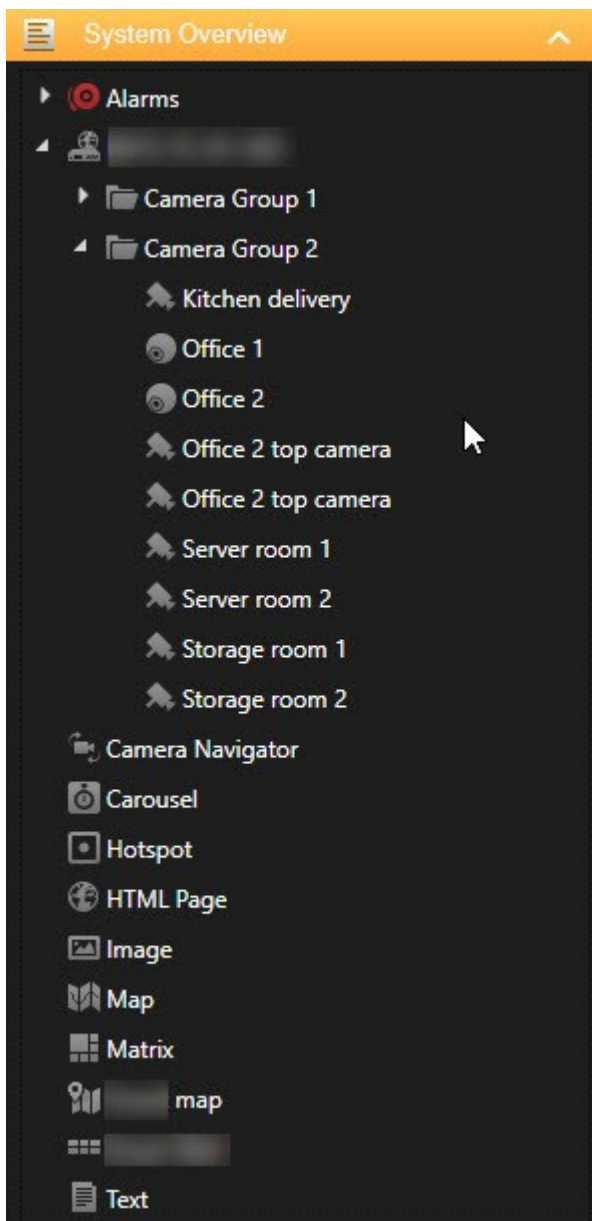 System Overview
Alarms
Camera Group 1
Camera Group 2
Kitchen delivery
Office 1
Office 2
Office 2 top camera
Office 2 top camera
Server room 1
Server room 2
Storage room 1
Storage room 2
Camera Navigator
Carousel
Hotspot
HTML Page
Image
Map
Matrix
map
Text